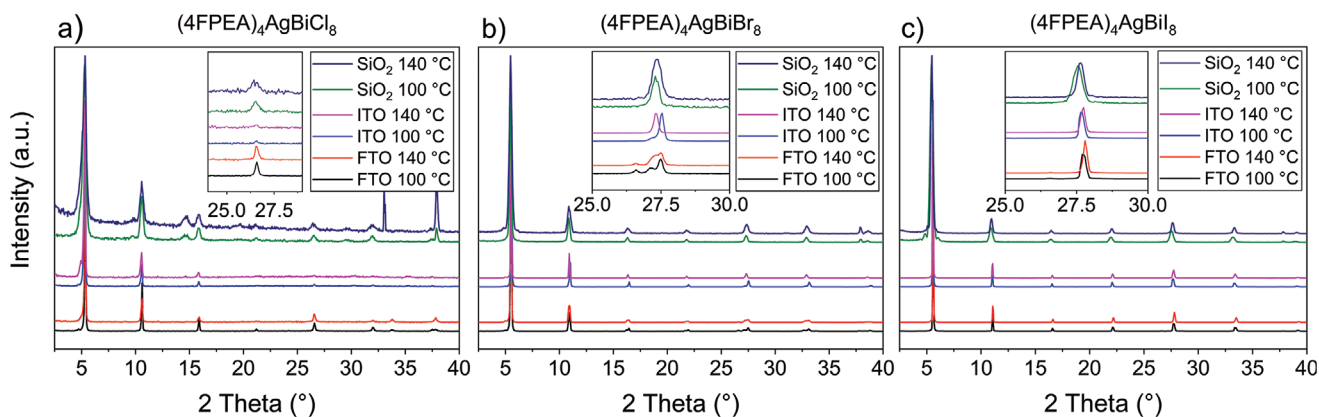 (4FPEA)₄AgBiCl₈
(4FPEA)₄AgBiBr₈
(4FPEA)₄AgBiI₈
a)
b)
c)
Intensity (a.u.)
SiO₂ 140 °C
SiO₂ 100 °C
ITO 140 °C
ITO 100 °C
FTO 140 °C
FTO 100 °C
25.0 26.7
SiO₂ 140 °C
SiO₂ 100 °C
ITO 140 °C
ITO 100 °C
FTO 140 °C
FTO 100 °C
25.0 27.5 30.0
SiO₂ 140 °C
SiO₂ 100 °C
ITO 140 °C
ITO 100 °C
FTO 140 °C
FTO 100 °C
25.0 27.8 30.0
5 10 15 20 25 30 35 40
5 10 15 20 25 30 35 40
5 10 15 20 25 30 35 40
2 Theta (°)
2 Theta (°)
2 Theta (°)